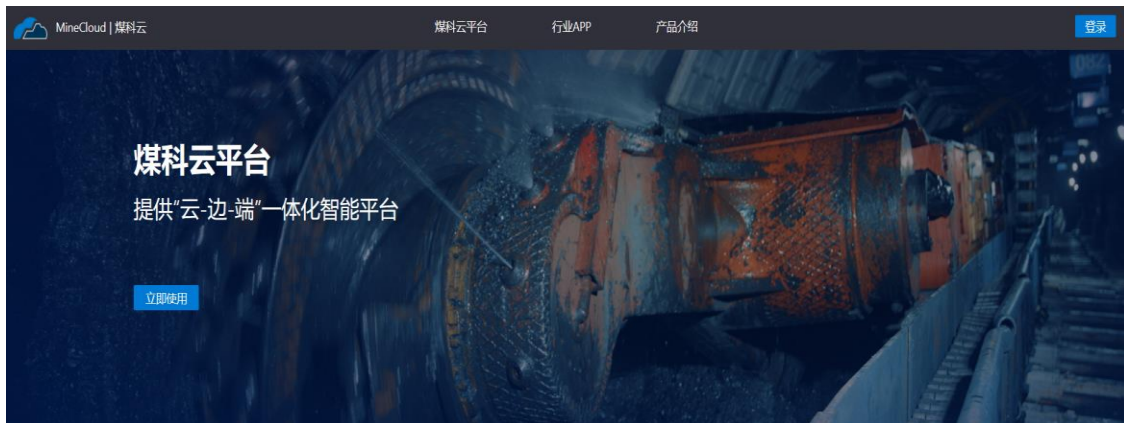 MineCloud | 煤科云
煤科云平台
行业APP
产品介绍
登录
082
煤科云平台
提供“云-边-端”一体化智能平台
立即使用